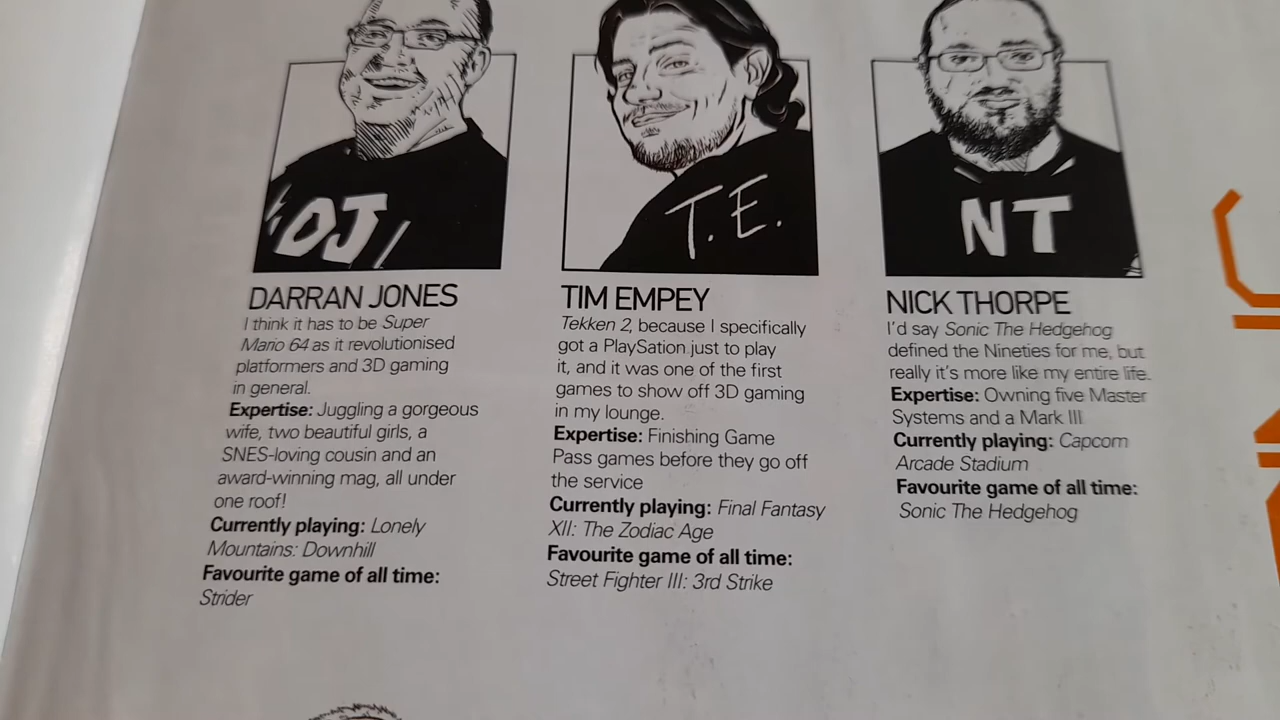 DJ
T.E.
NT
DARRAN JONES
I think it has to be Super
Mario 64 as it revolutionised
platformers and 3D gaming
in general.
Expertise: Juggling a gorgeous
wife, two beautiful girls, a
SNES-loving cousin and an
award-winning mag, all under
one roof!
Currently playing: Lonely
Mountains: Downhill
Favourite game of all time:
Strider
TIM EMPEY
Tekken 2, because I specifically
got a PlaySation just to play
it, and it was one of the first
games to show off 3D gaming
in my lounge.
Expertise: Finishing Game
Pass games before they go off
the service
Currently playing: Final Fantasy
XII: The Zodiac Age
Favourite game of all time:
Street Fighter III: 3rd Strike
NICK THORPE
I'd say Sonic The Hedgehog
defined the Nineties for me, but
really it's more like my entire life.
Expertise: Owning five Master
Systems and a Mark III
Currently playing: Capcom
Arcade Stadium
Favourite game of all time:
Sonic The Hedgehog